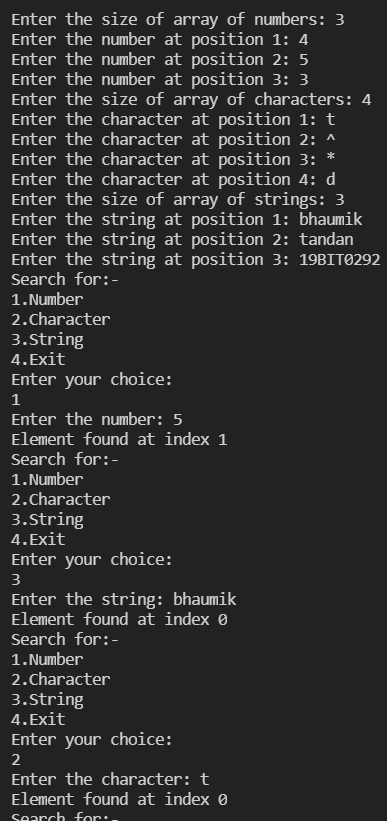 Enter the size of array of numbers: 3
Enter the number at position 1: 4
Enter the number at position 2: 5
Enter the number at position 3: 3
Enter the size of array of characters: 4
Enter the character at position 1: t
Enter the character at position 2: ^
Enter the character at position 3: *
Enter the character at position 4: d
Enter the size of array of strings: 3
Enter the string at position 1: bhaumik
Enter the string at position 2: tandan
Enter the string at position 3: 19BIT0292
Search for:-
1.Number
2.Character
3.String
4.Exit
Enter your choice:
1
Enter the number: 5
Element found at index 1
Search for:-
1.Number
2.Character
3.String
4.Exit
Enter your choice:
3
Enter the string: bhaumik
Element found at index 0
Search for:-
1.Number
2.Character
3.String
4.Exit
Enter your choice:
2
Enter the character: t
Element found at index 0
Search for:-